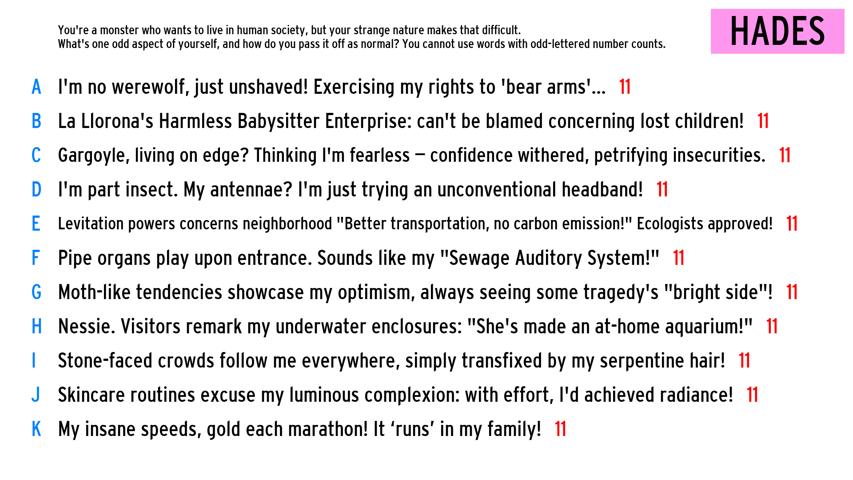 You're a monster who wants to live in human society, but your strange nature makes that difficult.
What's one odd aspect of yourself, and how do you pass it off as normal? You cannot use words with odd-lettered number counts.
HADES
A I'm no werewolf, just unshaved! Exercising my rights to 'bear arms'... 11
B La Llorona's Harmless Babysitter Enterprise: can't be blamed concerning lost children! 11
C Gargoyle, living on edge? Thinking I'm fearless – confidence withered, petrifying insecurities. 11
D I'm part insect. My antennae? I'm just trying an unconventional headband! 11
E Levitation powers concerns neighborhood "Better transportation, no carbon emission!" Ecologists approved! 11
F Pipe organs play upon entrance. Sounds like my "Sewage Auditory System!" 11
G Moth-like tendencies showcase my optimism, always seeing some tragedy's "bright side"! 11
H Nessie. Visitors remark my underwater enclosures: "She's made an at-home aquarium!" 11
I Stone-faced crowds follow me everywhere, simply transfixed by my serpentine hair! 11
J Skincare routines excuse my luminous complexion: with effort, I'd achieved radiance! 11
K My insane speeds, gold each marathon! It ‘runs’ in my family! 11